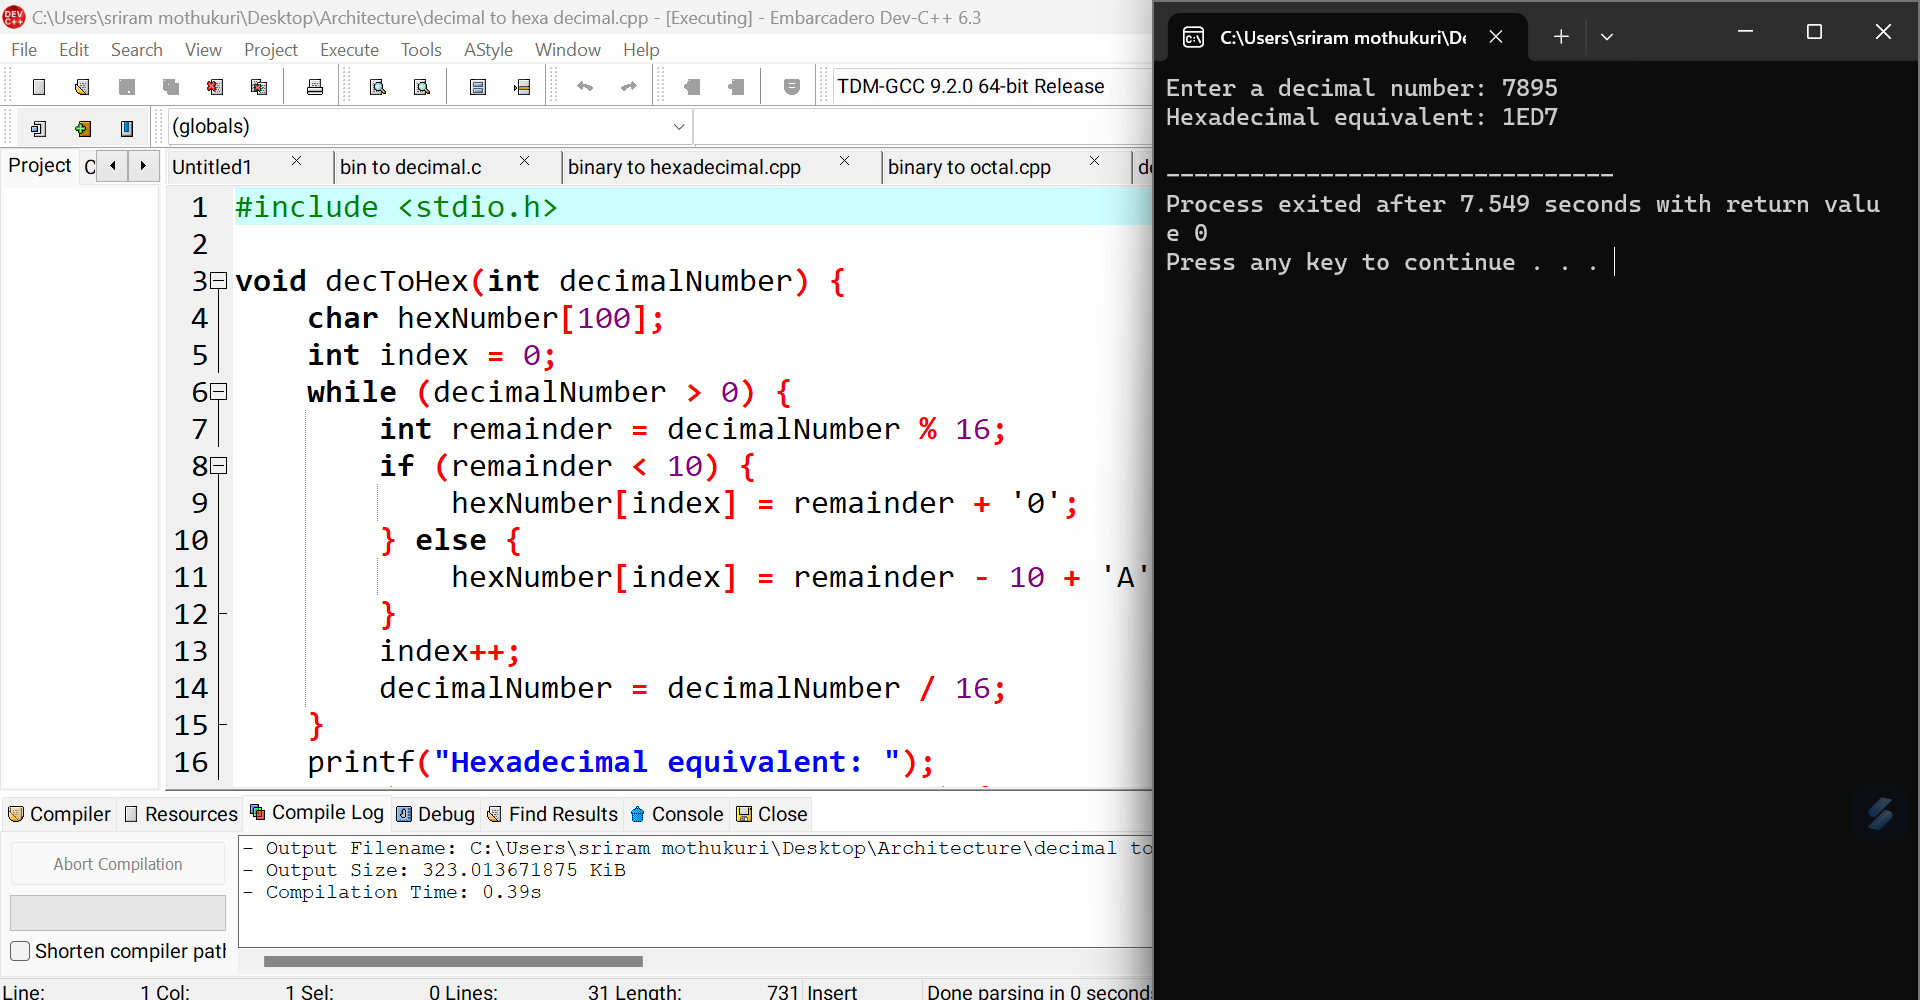 C:\Users\sriram mothukuri\Desktop\Architecture\decimal to hexa decimal.cpp - [Executing] - Embarcadero Dev-C++ 6.3
File Edit Search View Project Execute Tools AStyle Window Help
TDM-GCC 9.2.0 64-bit Release
(globals)
Project
Untitled1 bin to decimal.c binary to hexadecimal.cpp binary to octal.cpp
1 #include <stdio.h>
2
3 void decToHex(int decimalNumber) {
4 char hexNumber[100];
5 int index = 0;
6 while (decimalNumber > 0) {
7 int remainder = decimalNumber % 16;
8 if (remainder < 10) {
9 hexNumber[index] = remainder + '0';
10 } else {
11 hexNumber[index] = remainder - 10 + 'A'
12 }
13 index++;
14 decimalNumber = decimalNumber / 16;
15 }
16 printf("Hexadecimal equivalent: ");
Compiler Resources Compile Log Debug Find Results Console Close
Abort Compilation
Shorten compiler path
- Output Filename: C:\Users\sriram mothukuri\Desktop\Architecture\decimal to
- Output Size: 323.013671875 KiB
- Compilation Time: 0.39s
Line: 1 Col: 1 Sel: 0 Lines: 31 Length: 731 Insert Done parsing in 0 seconds
C:\Users\sriram mothukuri\De
Enter a decimal number: 7895
Hexadecimal equivalent: 1ED7
--------------------------------
Process exited after 7.549 seconds with return valu
e 0
Press any key to continue . . .